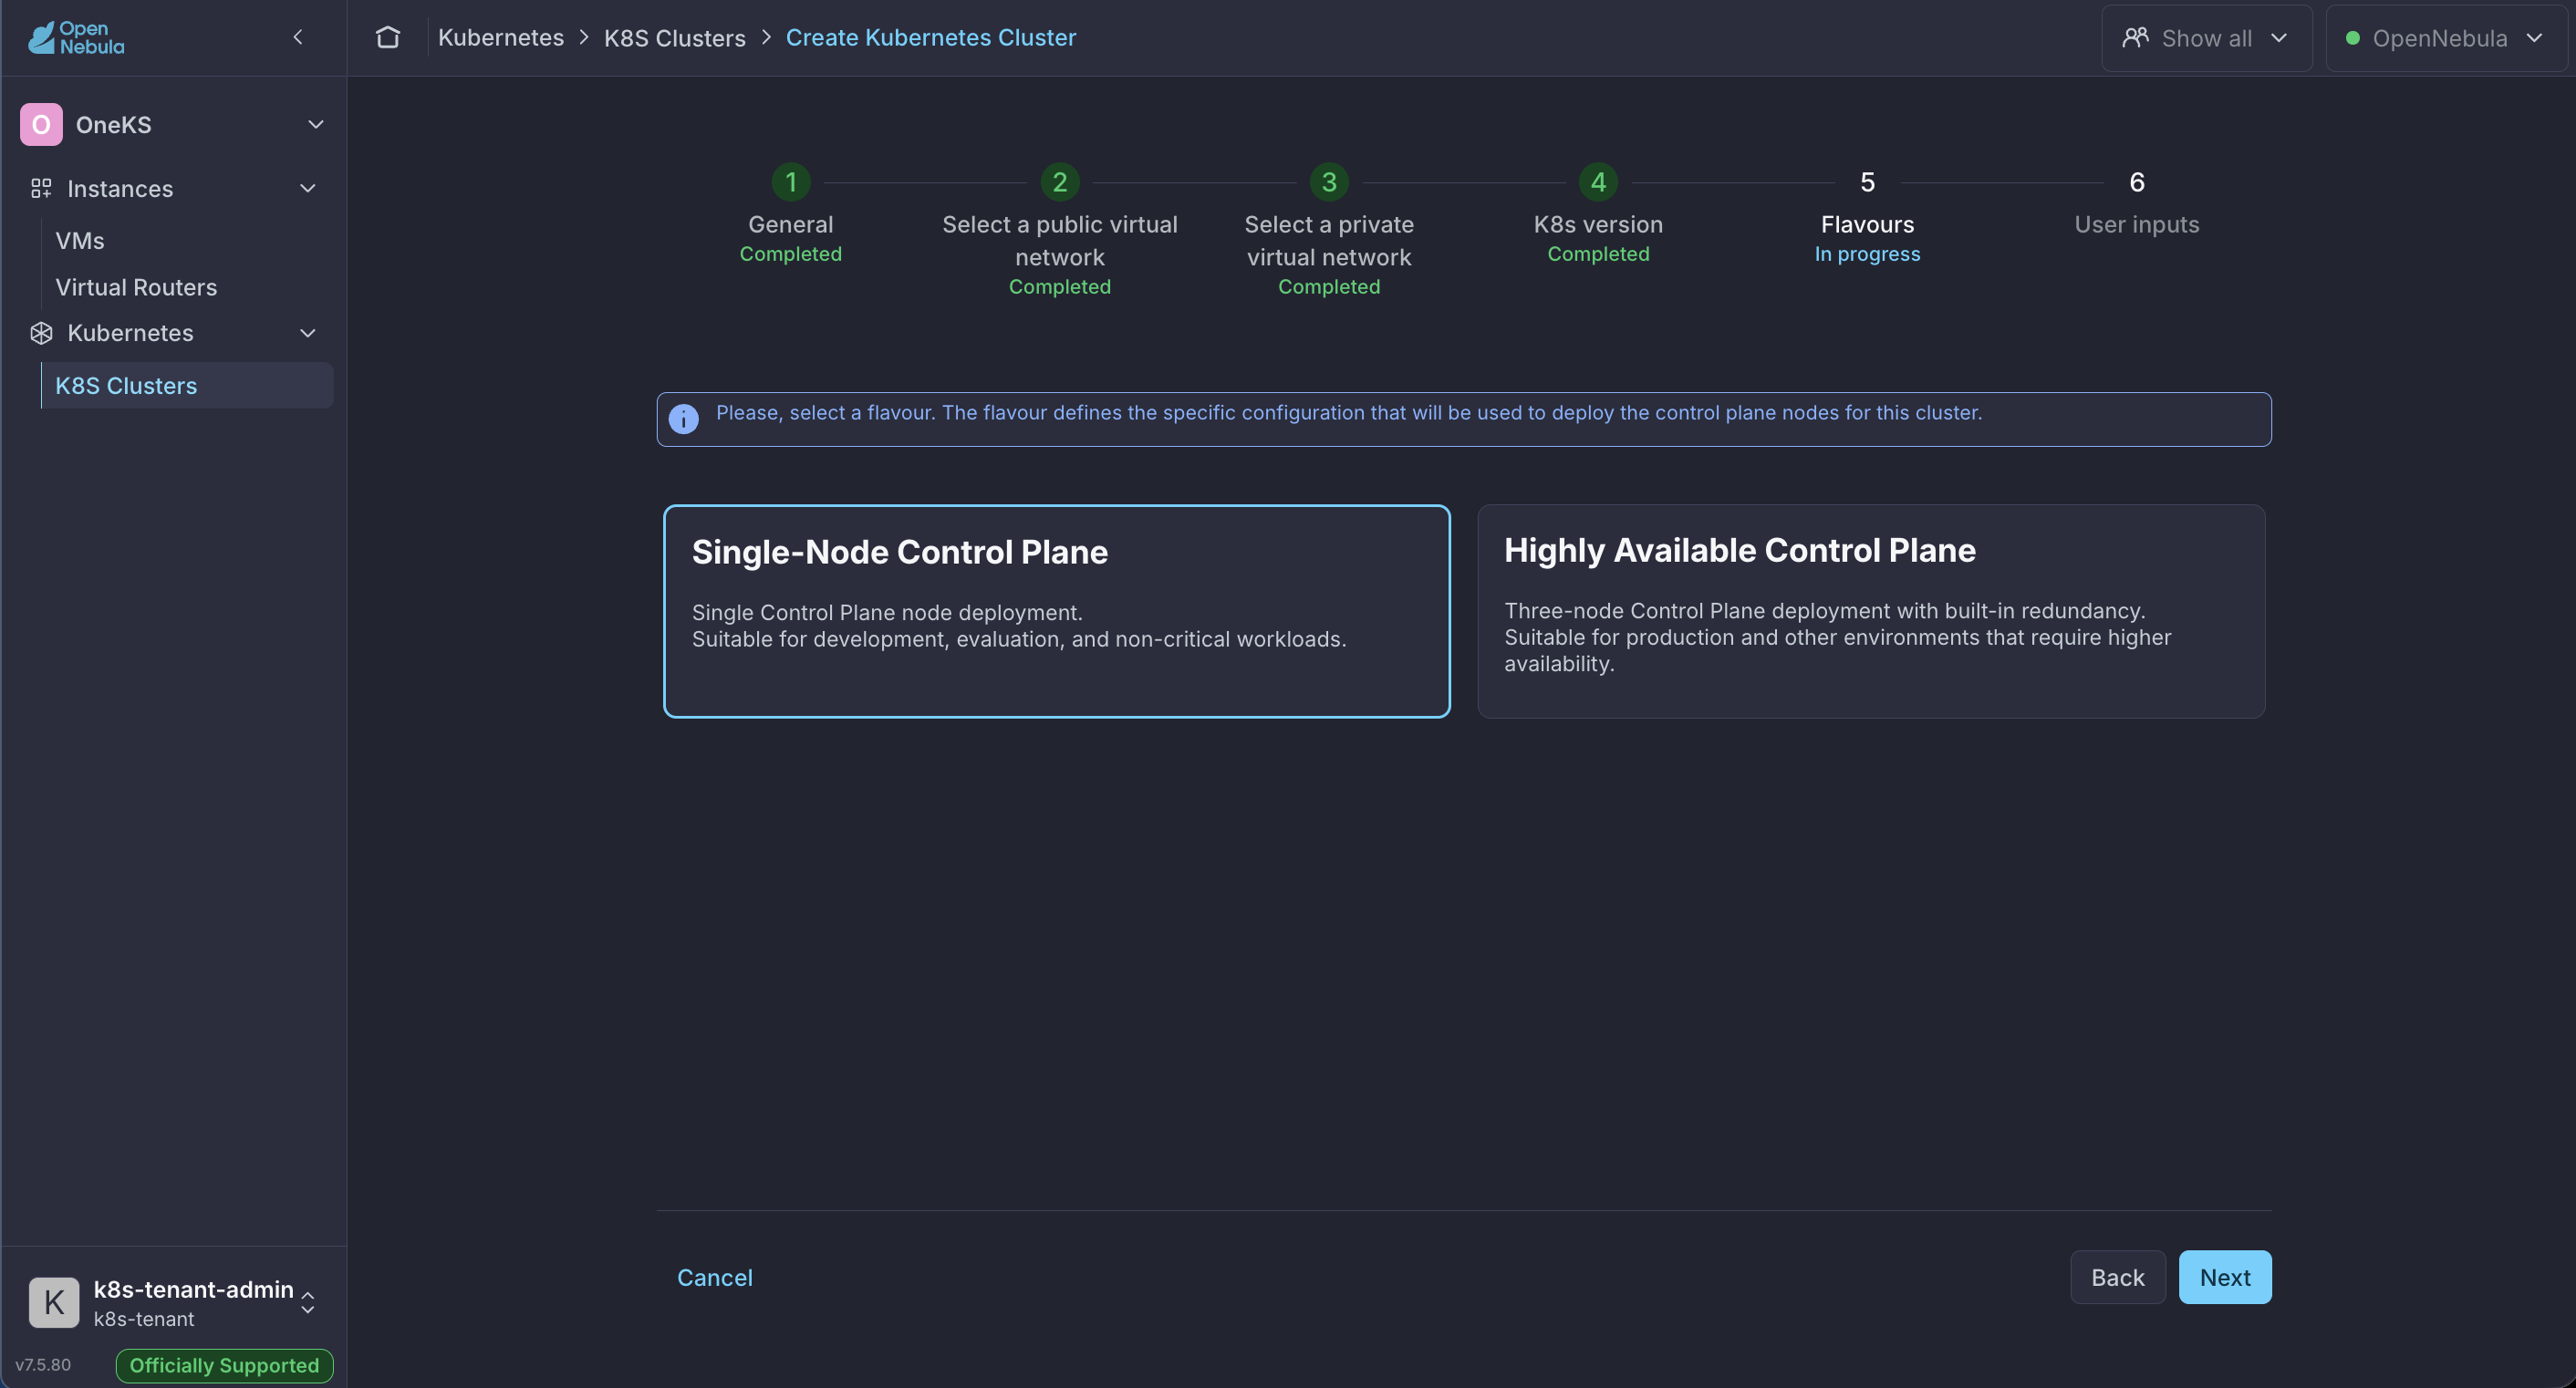 Open
Nebula
Kubernetes > K8S Clusters > Create Kubernetes Cluster
Show all
OpenNebula
O OneKS
Instances
VMs
Virtual Routers
Kubernetes
K8S Clusters
1
General
Completed
2
Select a public virtual
network
Completed
3
Select a private
virtual network
Completed
4
K8s version
Completed
5
Flavours
In progress
6
User inputs
Please, select a flavour. The flavour defines the specific configuration that will be used to deploy the control plane nodes for this cluster.
Single-Node Control Plane
Single Control Plane node deployment.
Suitable for development, evaluation, and non-critical workloads.
Highly Available Control Plane
Three-node Control Plane deployment with built-in redundancy.
Suitable for production and other environments that require higher
availability.
Cancel
Back
Next
K
k8s-tenant-admin
k8s-tenant
v7.5.80
Officially Supported